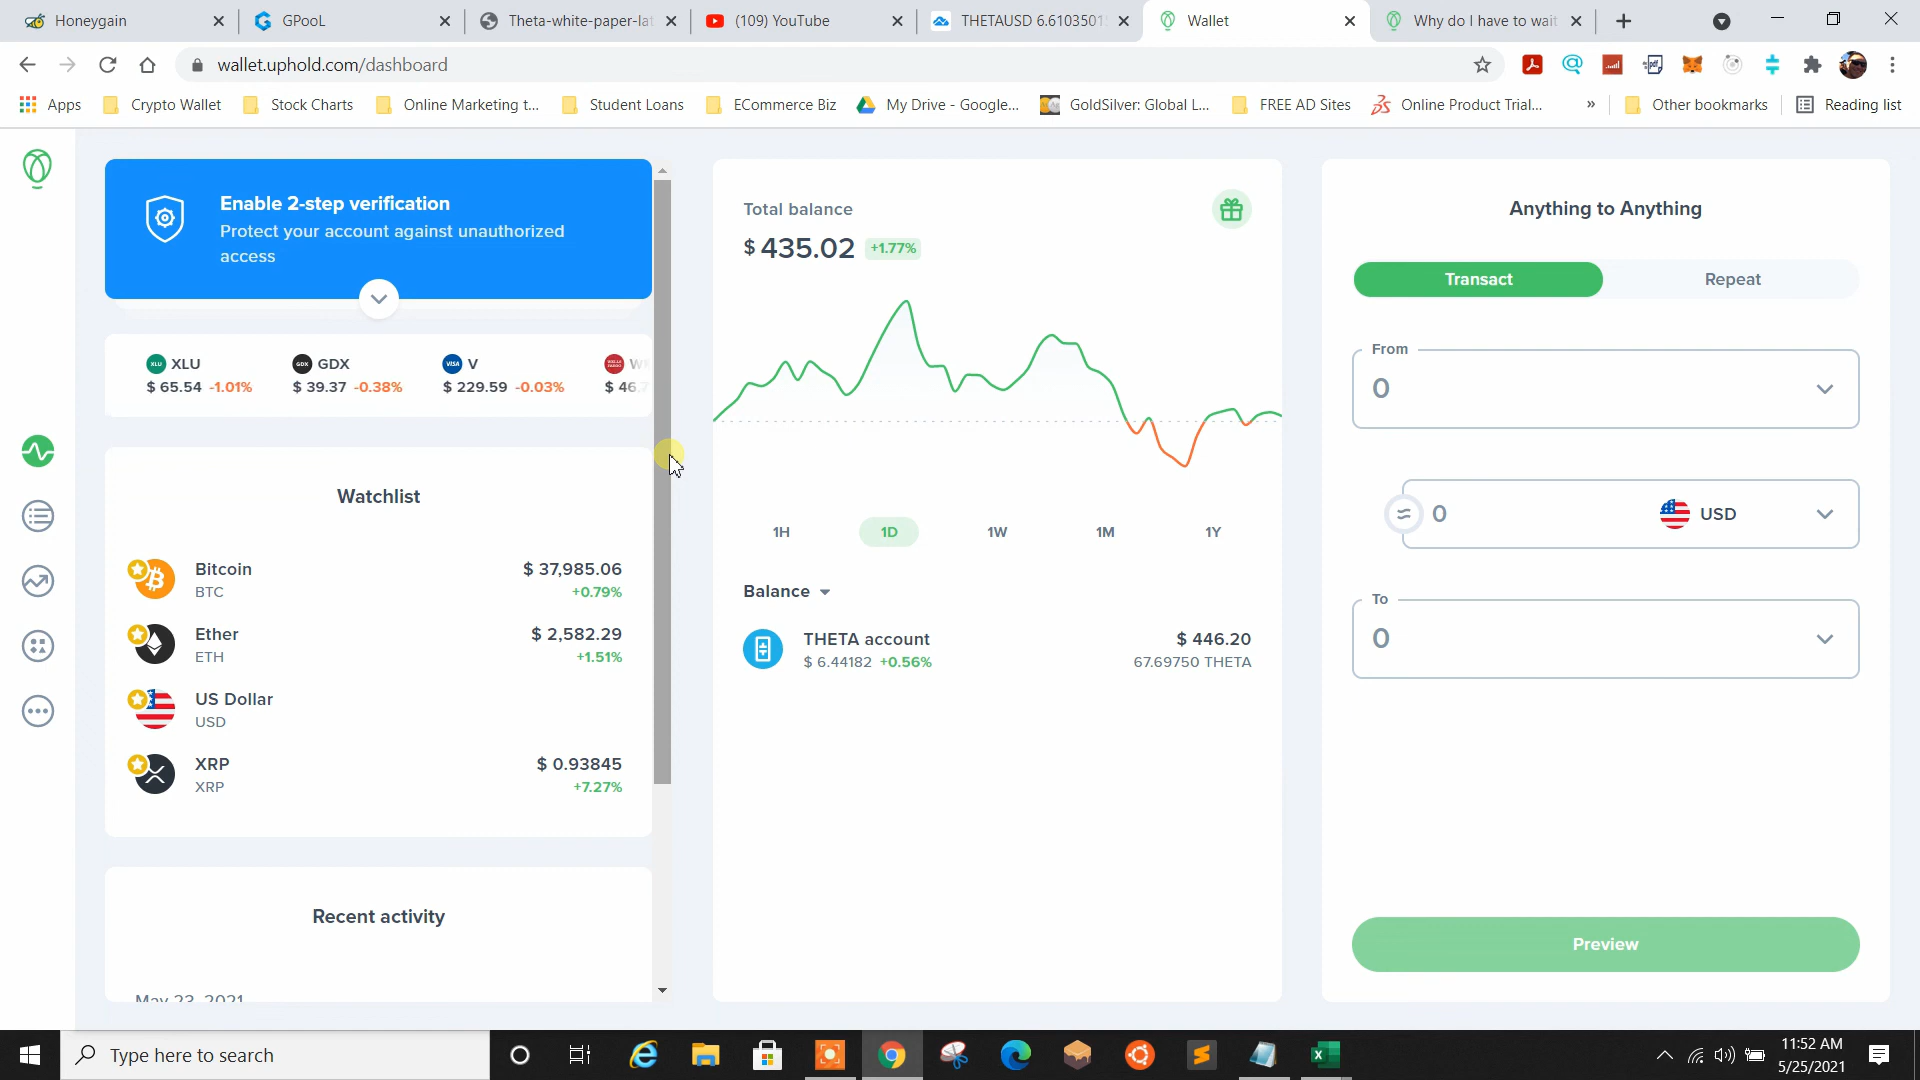 Honeygain
GPooL
Theta-white-paper-lat
(109) YouTube
THETAUSD 6.6103501
Wallet
Why do I have to wait
wallet.uphold.com/dashboard
Apps
Crypto Wallet
Stock Charts
Online Marketing t...
Student Loans
ECommerce Biz
My Drive - Google...
GoldSilver: Global L...
FREE AD Sites
Online Product Trial...
»
Other bookmarks
Reading list
Enable 2-step verification
Protect your account against unauthorized
access
XLU
$ 65.54 -1.01%
GDX
$ 39.37 -0.38%
V
$ 229.59 -0.03%
$ 46.
Watchlist
Bitcoin
BTC
$ 37,985.06
+0.79%
Ether
ETH
$ 2,582.29
+1.51%
US Dollar
USD
XRP
XRP
$ 0.93845
+7.27%
Recent activity
May 23, 2021
Total balance
$ 435.02 +1.77%
1H
1D
1W
1M
1Y
Balance
THETA account
$ 6.44182 +0.56%
$ 446.20
67.69750 THETA
Anything to Anything
Transact
Repeat
From
0
0
USD
To
0
Preview
Type here to search
11:52 AM
5/25/2021